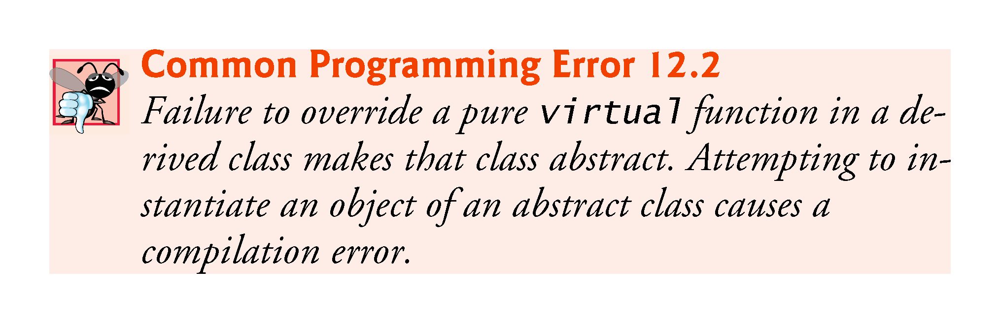 Common Programming Error 12.2
Failure to override a pure virtual function in a de-
rived class makes that class abstract. Attempting to in-
stantiate an object of an abstract class causes a
compilation error.